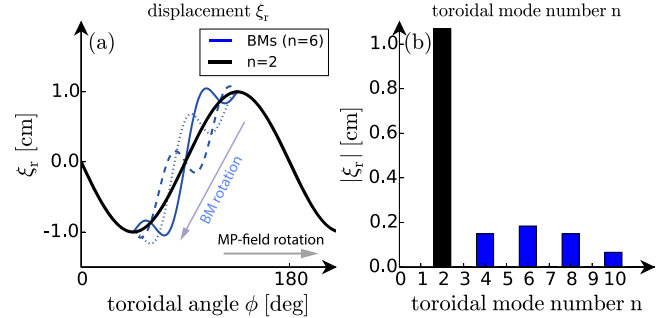 displacement ξr
(a)
BMs (n=6)
n=2
1.0
0.0
-1.0
ξr [cm]
BM rotation
MP-field rotation
0
180
toroidal angle ϕ [deg]
toroidal mode number n
(b)
1.0
0.8
0.6
0.4
0.2
0.0
|ξr| [cm]
0 1 2 3 4 5 6 7 8 9 10
toroidal mode number n